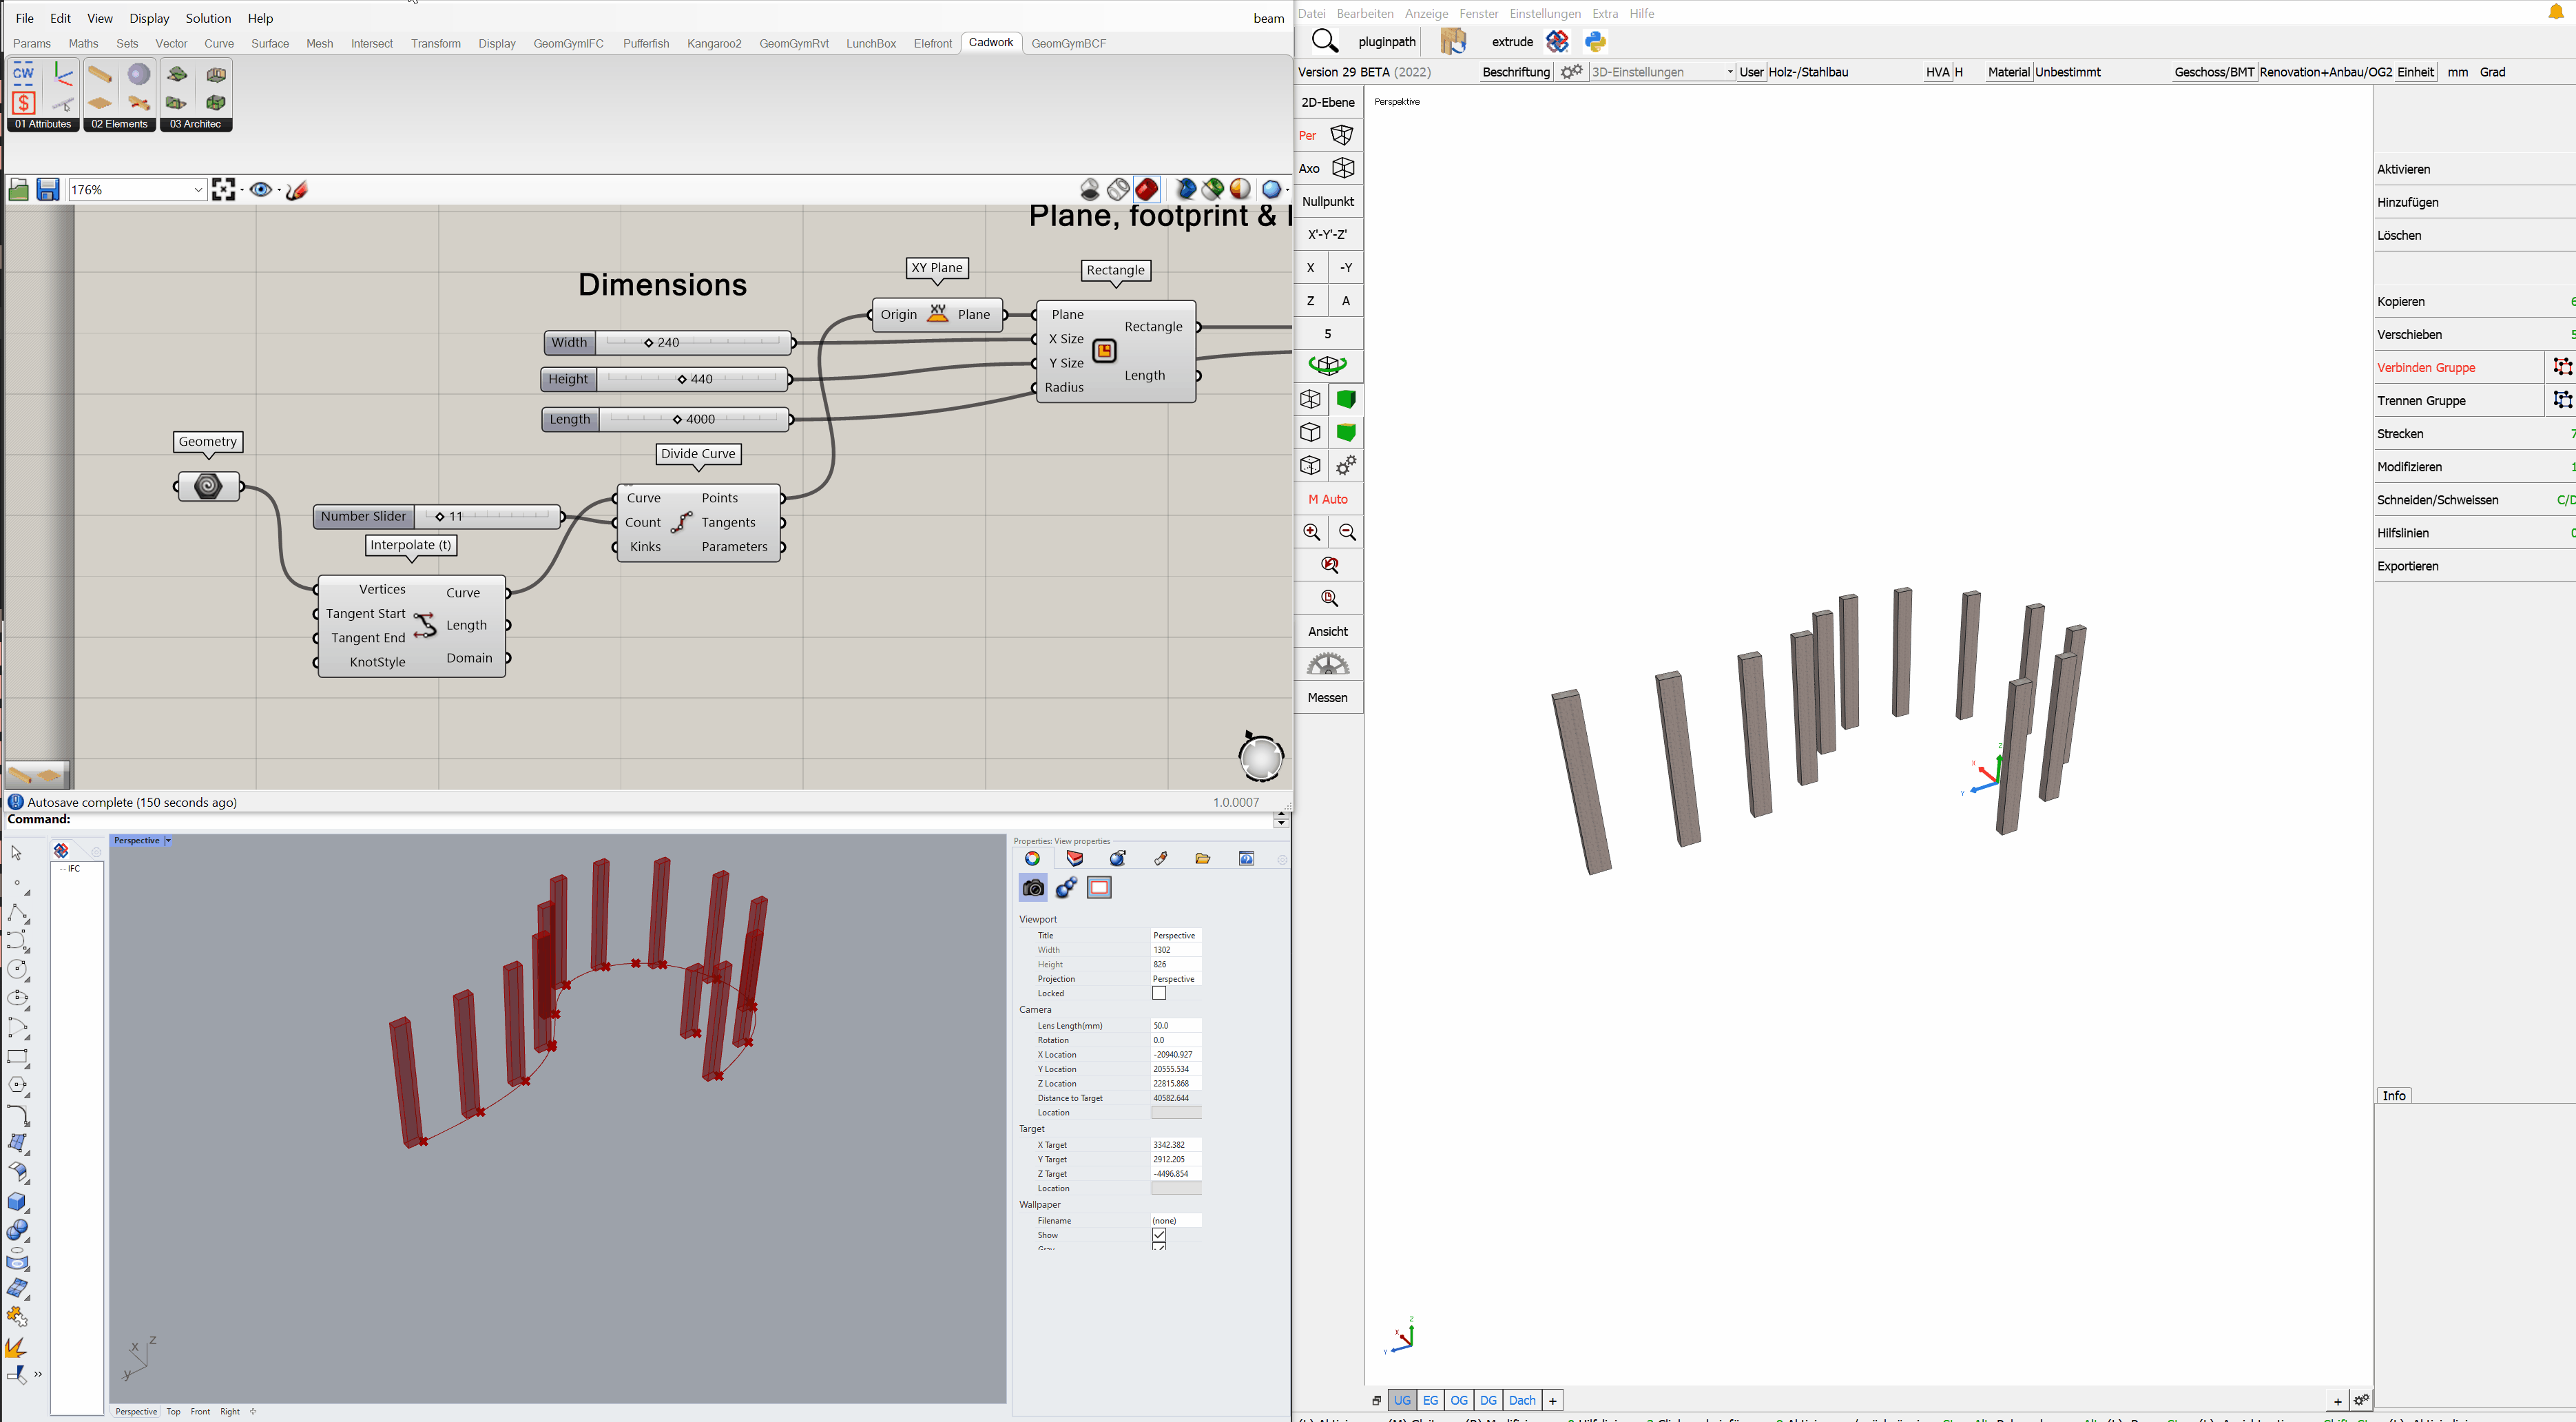 File Edit View Display Solution Help beam
Params Maths Sets Vector Curve Surface Mesh Intersect Transform Display GeomGymIFC Pufferfish Kangaroo2 GeomGymRvt LunchBox Elefront Cadwork GeomGymBCF
CW
$
01 Attributes 02 Elements 03 Architec
176%
Plane, footprint &
Dimensions
XY Plane
Rectangle
Origin XY Plane
Plane
X Size
Y Size
Radius
Rectangle
Length
Width 240
Height 440
Length 4000
Divide Curve
Geometry
Number Slider 11
Curve
Count
Kinks
Points
Tangents
Parameters
Interpolate (t)
Vertices
Tangent Start
Tangent End
KnotStyle
Curve
Length
Domain
Autosave complete (150 seconds ago) 1.0.0007
Command:
IFC
Perspective
x z
y
Perspective Top Front Right
Properties: View properties
Viewport
Title Perspective
Width 1302
Height 826
Projection Perspective
Locked
Camera
Lens Length(mm) 50.0
Rotation 0.0
X Location -20940.927
Y Location 20555.534
Z Location 22815.868
Distance to Target 40582.644
Location
Target
X Target 3342.382
Y Target 2912.205
Z Target -4496.854
Location
Wallpaper
Filename (none)
Show
Gray
Datei Bearbeiten Anzeige Fenster Einstellungen Extra Hilfe
pluginpath extrude
Version 29 BETA (2022) Beschriftung 3D-Einstellungen User Holz-/Stahlbau HVA H Material Unbestimmt Geschoss/BMT Renovation+Anbau/OG2 Einheit mm Grad
2D-Ebene
Per
Axo
Nullpunkt
X'-Y'-Z'
X -Y
Z A
5
M Auto
Ansicht
Messen
Perspektive
Z
X
Y
Z
X
Y
UG EG OG DG Dach +
+
Aktivieren
Hinzufügen
Löschen
Kopieren 6
Verschieben 5
Verbinden Gruppe
Trennen Gruppe
Strecken 7
Modifizieren 1
Schneiden/Schweissen C/D
Hilfslinien 0
Exportieren
Info